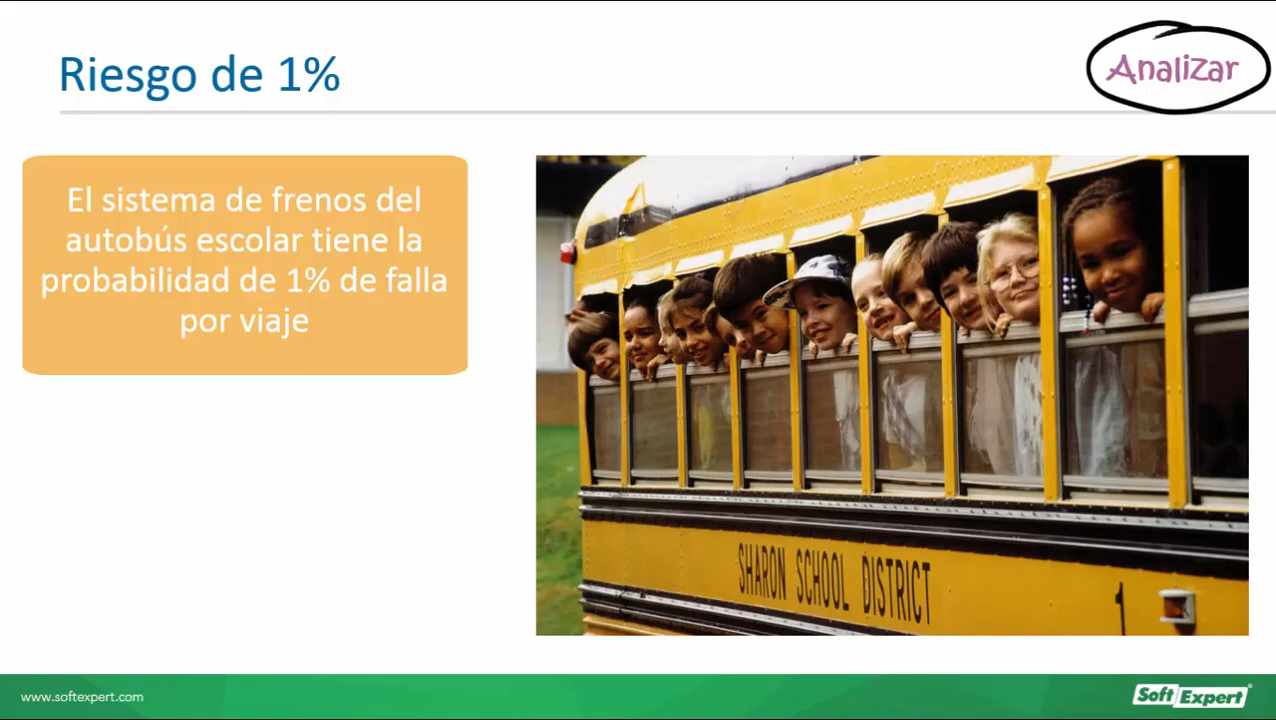 Riesgo de 1%
Analizar
El sistema de frenos del
autobús escolar tiene la
probabilidad de 1% de falla
por viaje
SHARON SCHOOL DISTRICT
1
www.softexpert.com
Soft Expert®